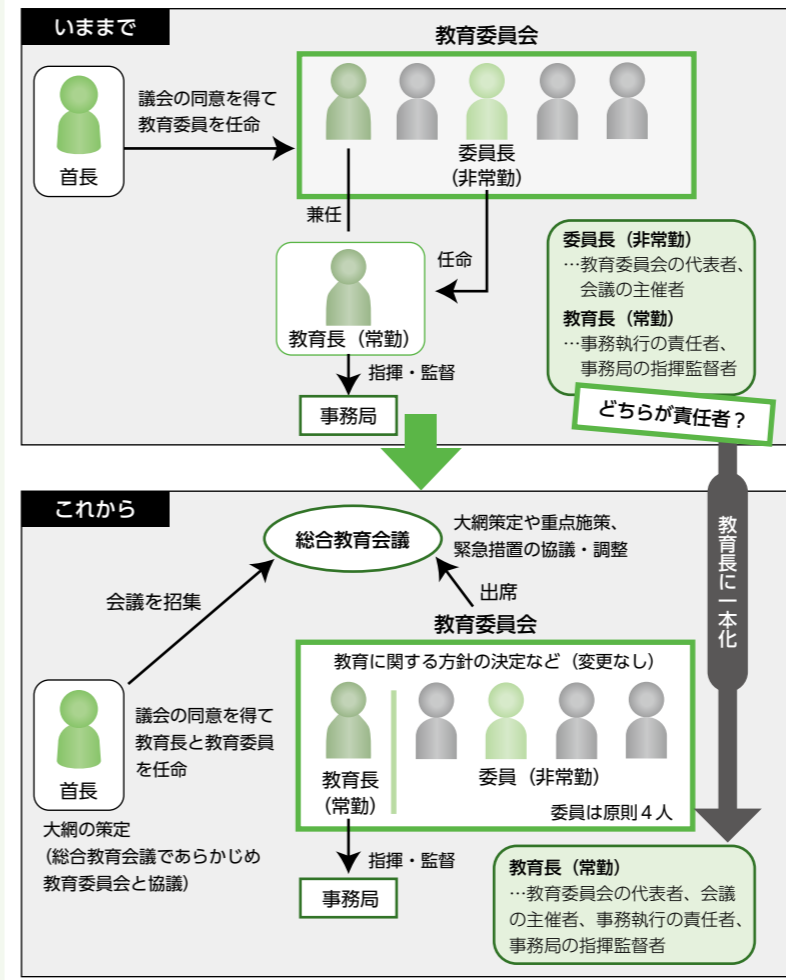 いままで
教育委員会
議会の同意を得て
教育委員を任命
首長
委員長
（非常勤）
兼任
任命
教育長（常勤）
指揮・監督
事務局
委員長（非常勤）
…教育委員会の代表者、
会議の主催者
教育長（常勤）
…事務執行の責任者、
事務局の指揮監督者
どちらが責任者？
教育長に一本化
これから
総合教育会議
大綱策定や重点施策、
緊急措置の協議・調整
会議を招集
出席
教育委員会
教育に関する方針の決定など（変更なし）
議会の同意を得て
教育長と教育委員
を任命
首長
教育長
（常勤）
委員（非常勤）
委員は原則４人
大綱の策定
（総合教育会議であらかじめ
教育委員会と協議）
指揮・監督
事務局
教育長（常勤）
…教育委員会の代表者、会議
の主催者、事務執行の責任者、
事務局の指揮監督者